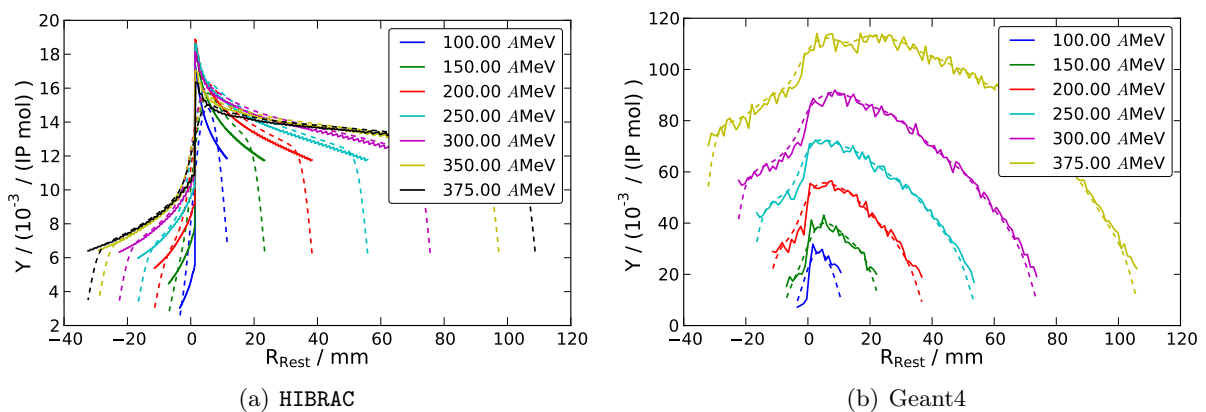 20
18
16
14
12
10
8
6
4
2
Y / (10⁻³ / (IP mol))
−40 −20 0 20 40 60 80 100 120
R_Rest / mm
100.00 AMeV
150.00 AMeV
200.00 AMeV
250.00 AMeV
300.00 AMeV
350.00 AMeV
375.00 AMeV
(a) HIBRAC
120
100
80
60
40
20
0
Y / (10⁻³ / (IP mol))
−40 −20 0 20 40 60 80 100 120
R_Rest / mm
100.00 AMeV
150.00 AMeV
200.00 AMeV
250.00 AMeV
300.00 AMeV
375.00 AMeV
(b) Geant4